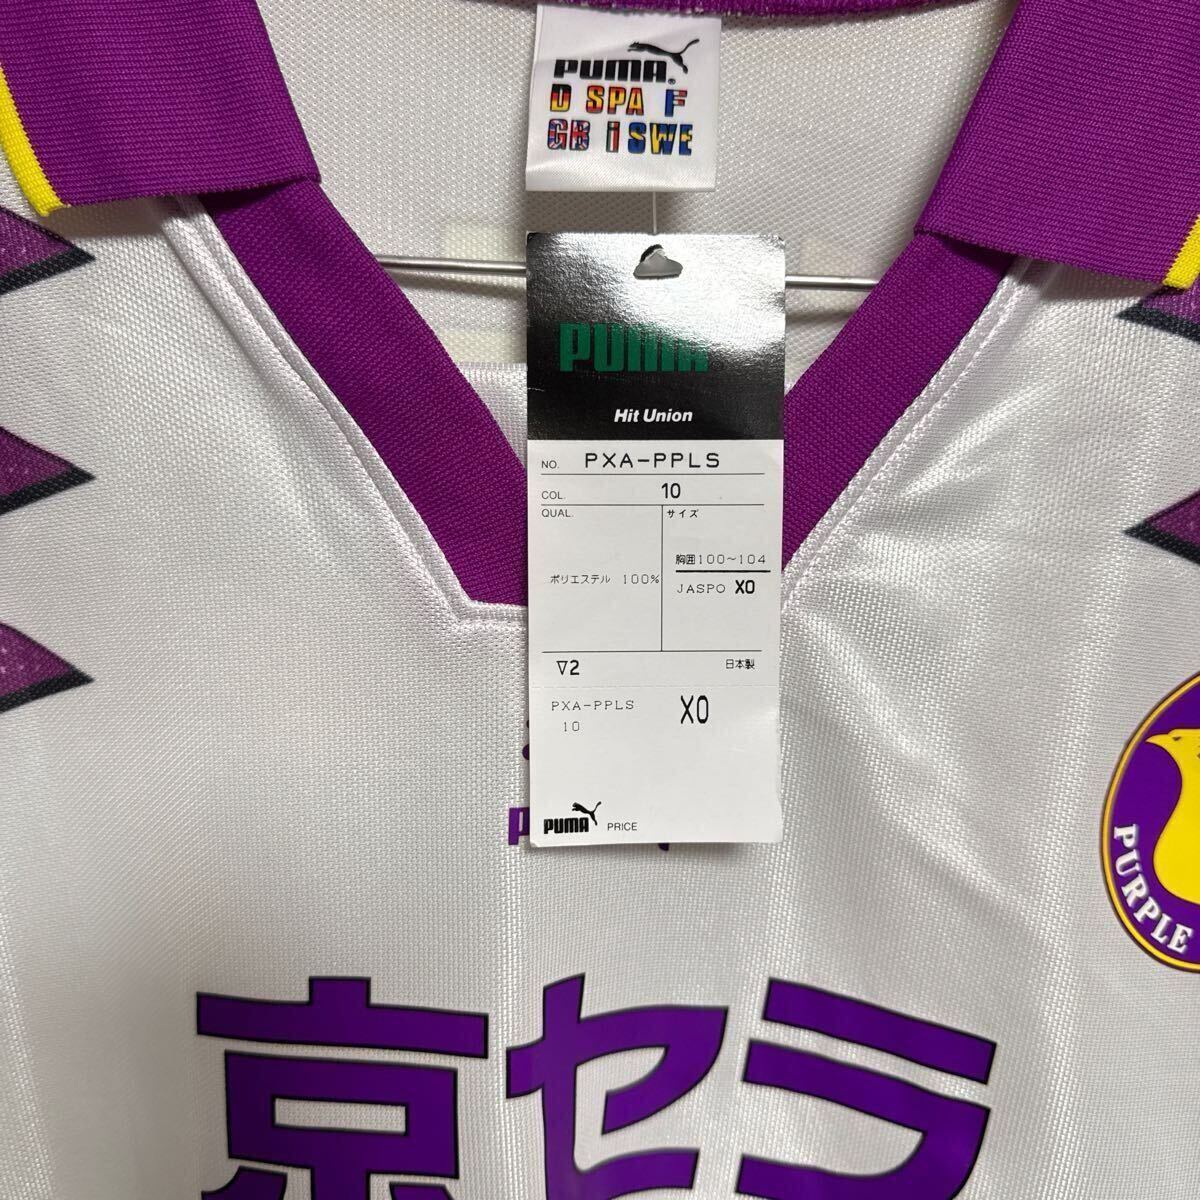 PUMA®
D SPA F
GB I SWE
PUMA
Hit Union
NO. PXA-PPLS
COL. 10
QUAL. サイズ
胸囲100～104
ポリエステル 100%
JASPO XO
▽2 日本製
PXA-PPLS XO
10
PUMA PRICE
PURPLE
京セラ